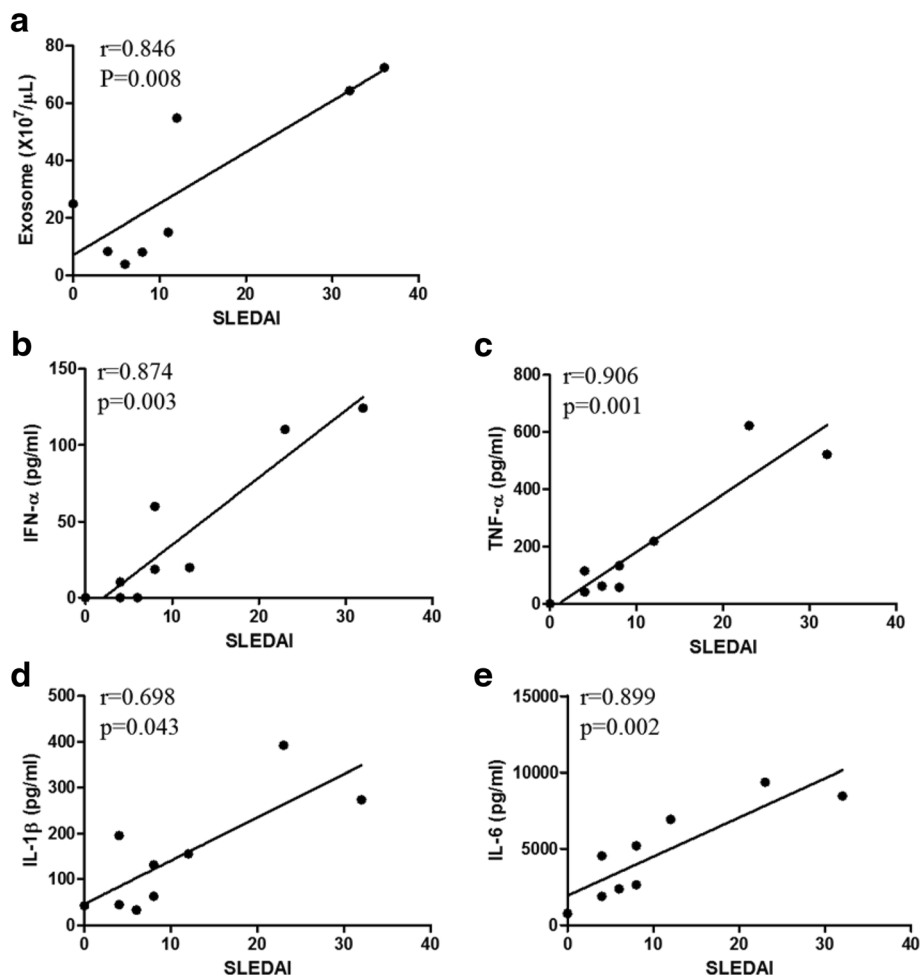 a
r=0.846
P=0.008
80
60
40
20
0
Exosome (X10⁷/μL)
0 10 20 30 40
SLEDAI
b
r=0.874
p=0.003
150
100
50
0
IFN-α (pg/ml)
0 10 20 30 40
SLEDAI
c
r=0.906
p=0.001
800
600
400
200
0
TNF-α (pg/ml)
0 10 20 30 40
SLEDAI
d
r=0.698
p=0.043
500
400
300
200
100
0
IL-1β (pg/ml)
0 10 20 30 40
SLEDAI
e
r=0.899
p=0.002
15000
10000
5000
0
IL-6 (pg/ml)
0 10 20 30 40
SLEDAI